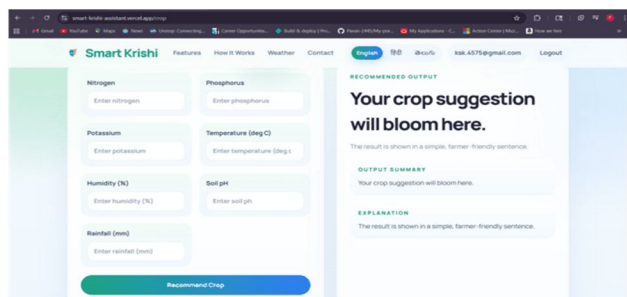 smart-krishi-assistant.vercel.app/crop
Gmail YouTube Maps News
Smart Krishi Features How It Works Weather Contact English हिंदी తెలుగు ksk.4575@gmail.com Logout
Nitrogen
Enter nitrogen
Phosphorus
Enter phosphorus
Potassium
Enter potassium
Temperature (deg C)
Enter temperature (deg c
Humidity (%)
Enter humidity (%)
Soil pH
Enter soil ph
Rainfall (mm)
Enter rainfall (mm)
Recommend Crop
RECOMMENDED OUTPUT
Your crop suggestion
will bloom here.
The result is shown in a simple, farmer-friendly sentence.
OUTPUT SUMMARY
Your crop suggestion will bloom here.
EXPLANATION
The result is shown in a simple, farmer-friendly sentence.